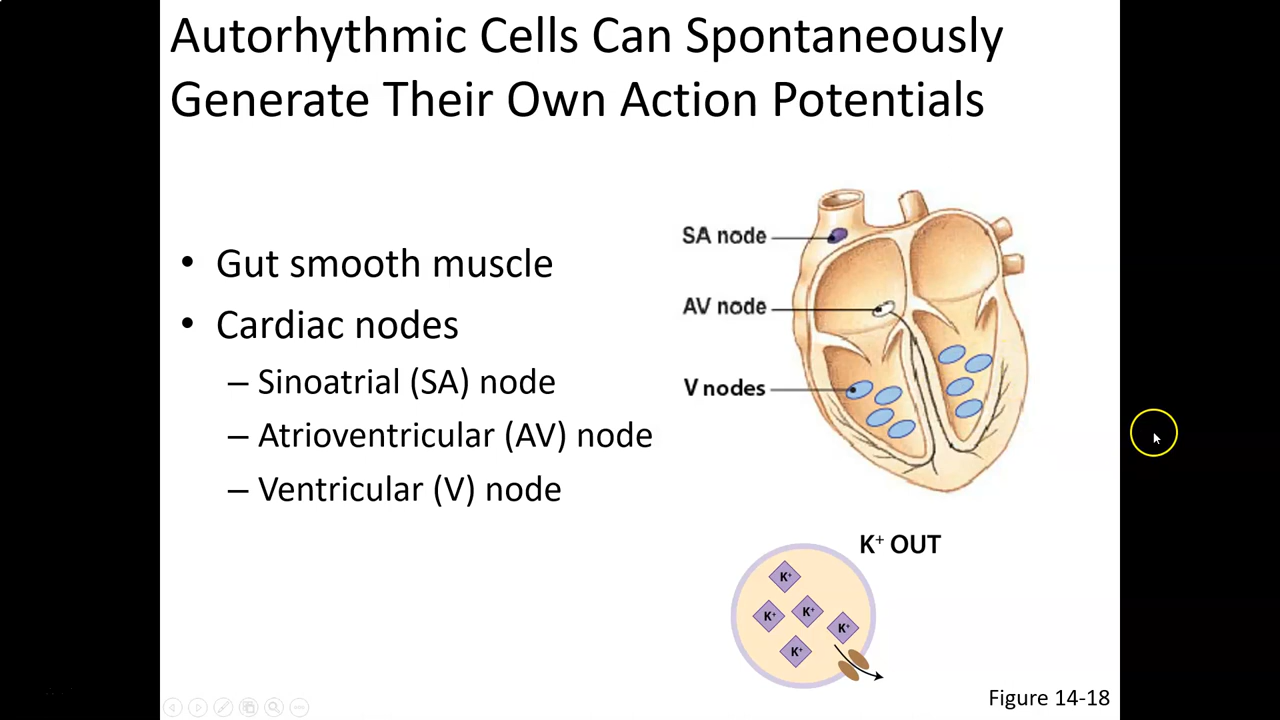 Autorhythmic Cells Can Spontaneously
Generate Their Own Action Potentials
• Gut smooth muscle
• Cardiac nodes
– Sinoatrial (SA) node
– Atrioventricular (AV) node
– Ventricular (V) node
SA node
AV node
V nodes
K⁺ OUT
K⁺
K⁺
K⁺
K⁺
K⁺
Figure 14-18